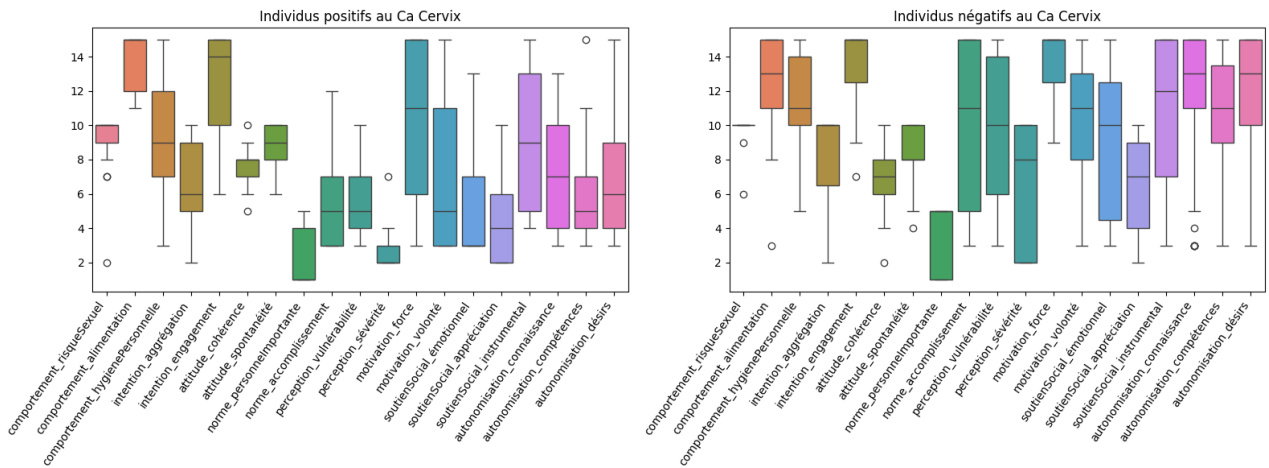 Individus positifs au Ca Cervix
14
12
10
8
6
4
2
comportement_risqueSexuel
comportement_alimentation
comportement_hygienePersonnelle
intention_aggrégation
intention_engagement
attitude_cohérence
attitude_spontanéité
norme_personneImportante
norme_accomplissement
perception_vulnérabilité
perception_sévérité
motivation_force
motivation_volonté
soutienSocial_émotionnel
soutienSocial_appréciation
soutienSocial_instrumental
autonomisation_connaissance
autonomisation_compétences
autonomisation_désirs
Individus négatifs au Ca Cervix
14
12
10
8
6
4
2
comportement_risqueSexuel
comportement_alimentation
comportement_hygienePersonnelle
intention_aggrégation
intention_engagement
attitude_cohérence
attitude_spontanéité
norme_personneImportante
norme_accomplissement
perception_vulnérabilité
perception_sévérité
motivation_force
motivation_volonté
soutienSocial_émotionnel
soutienSocial_appréciation
soutienSocial_instrumental
autonomisation_connaissance
autonomisation_compétences
autonomisation_désirs